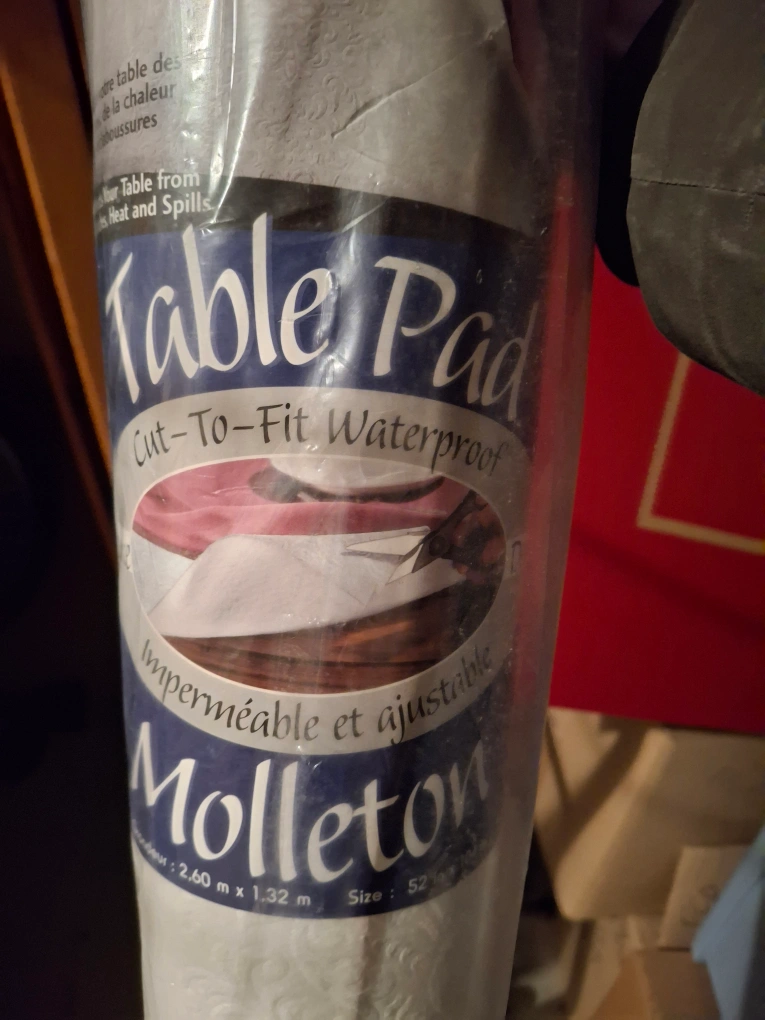 table des
de la chaleur
Your Table from
Heat and Spills
Table Pad
Cut-To-Fit Waterproof
Imperméable et ajustable
Molleton
: 2,60 m x 1,32 m Size : 52